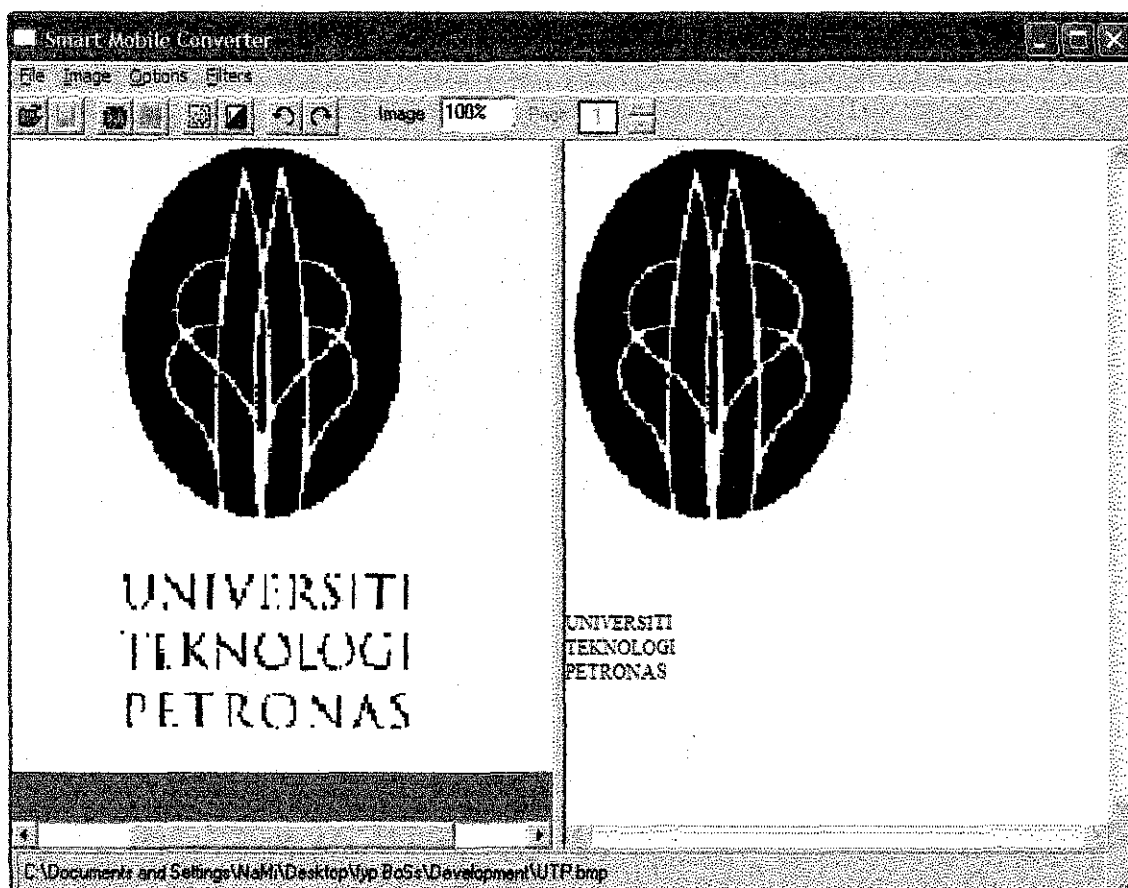 Smart Mobile Converter
File Image Options Filters
Image 100% Page 1
UNIVERSITI
TEKNOLOGI
PETRONAS
UNIVERSITI
TEKNOLOGI
PETRONAS
C:\Documents and Settings\NaMi\Desktop\fyp BoSs\Development\UTP.bmp